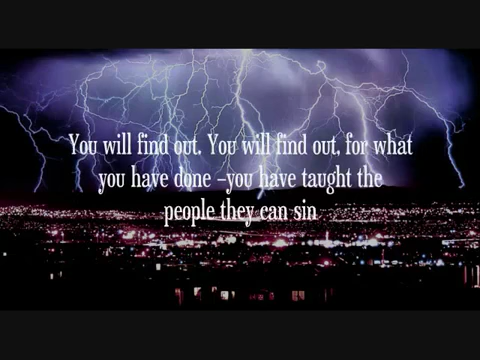 You will find out. You will find out, for what
you have done -you have taught the
people they can sin